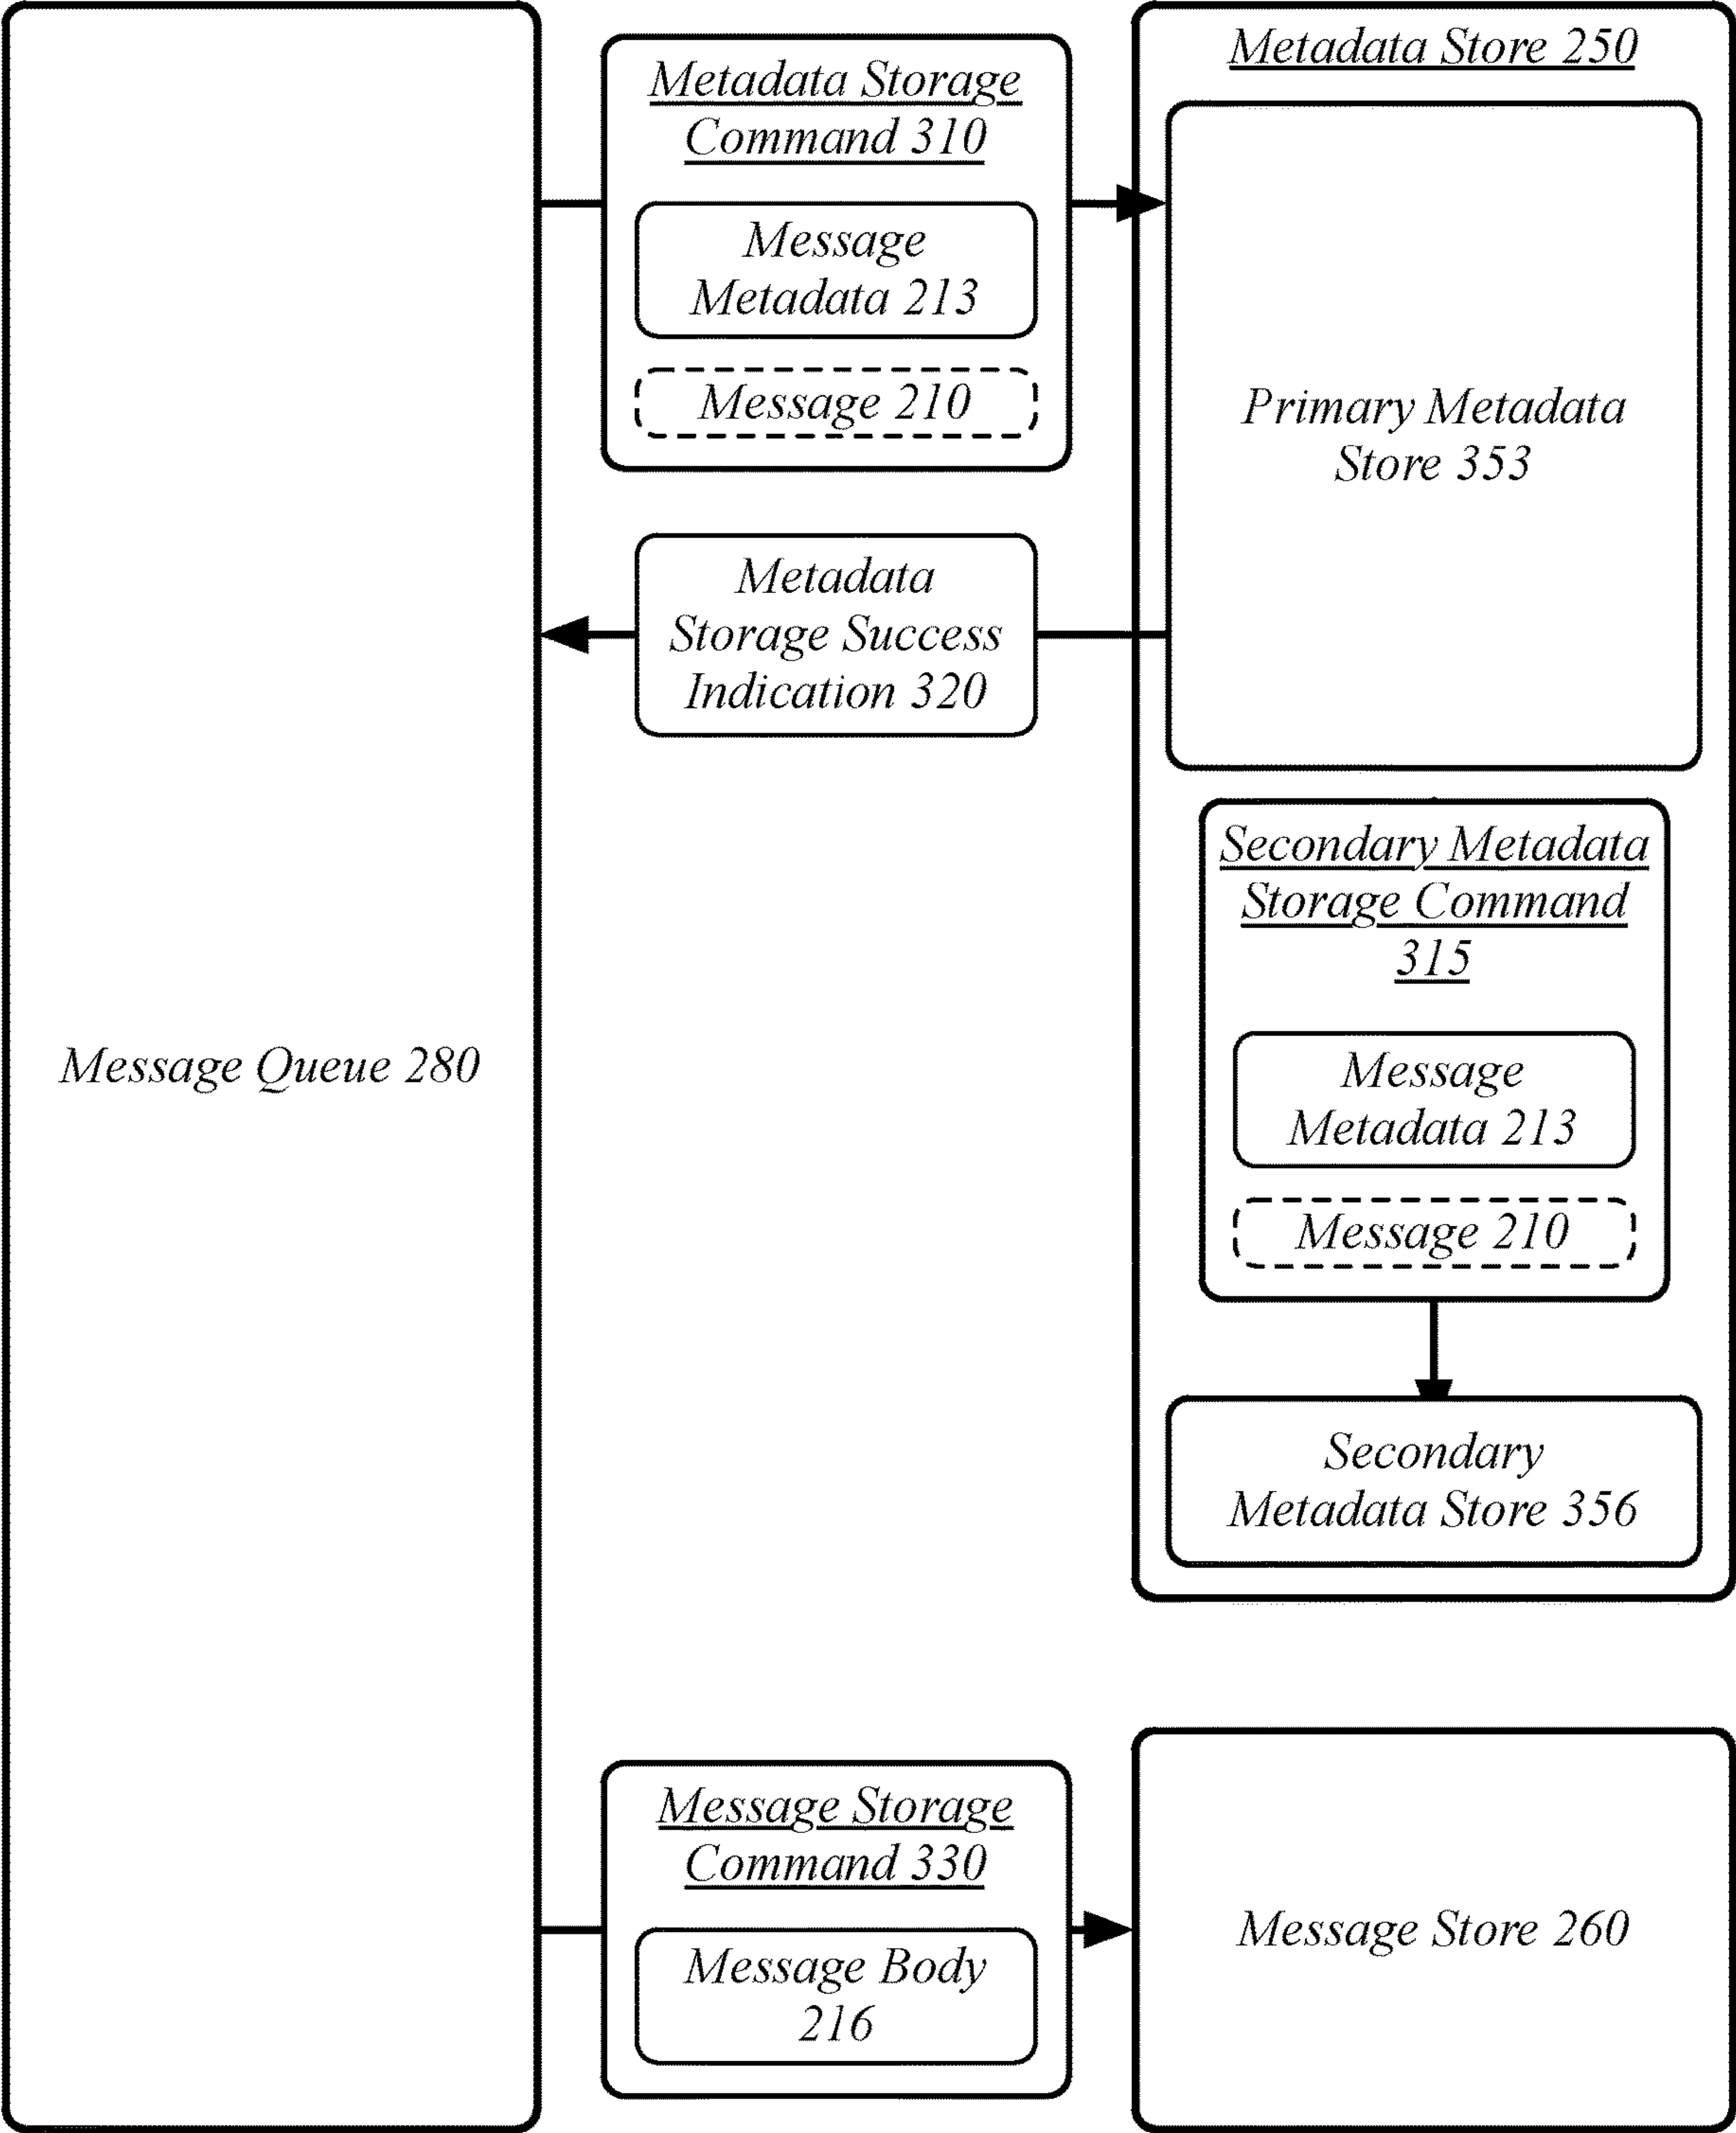 Metadata Store 250
Metadata Storage
Command 310
Message
Metadata 213
Message 210
Primary Metadata
Store 353
Metadata
Storage Success
Indication 320
Secondary Metadata
Storage Command
315
Message Queue 280
Message
Metadata 213
Message 210
Secondary
Metadata Store 356
Message Storage
Command 330
Message Body
216
Message Store 260